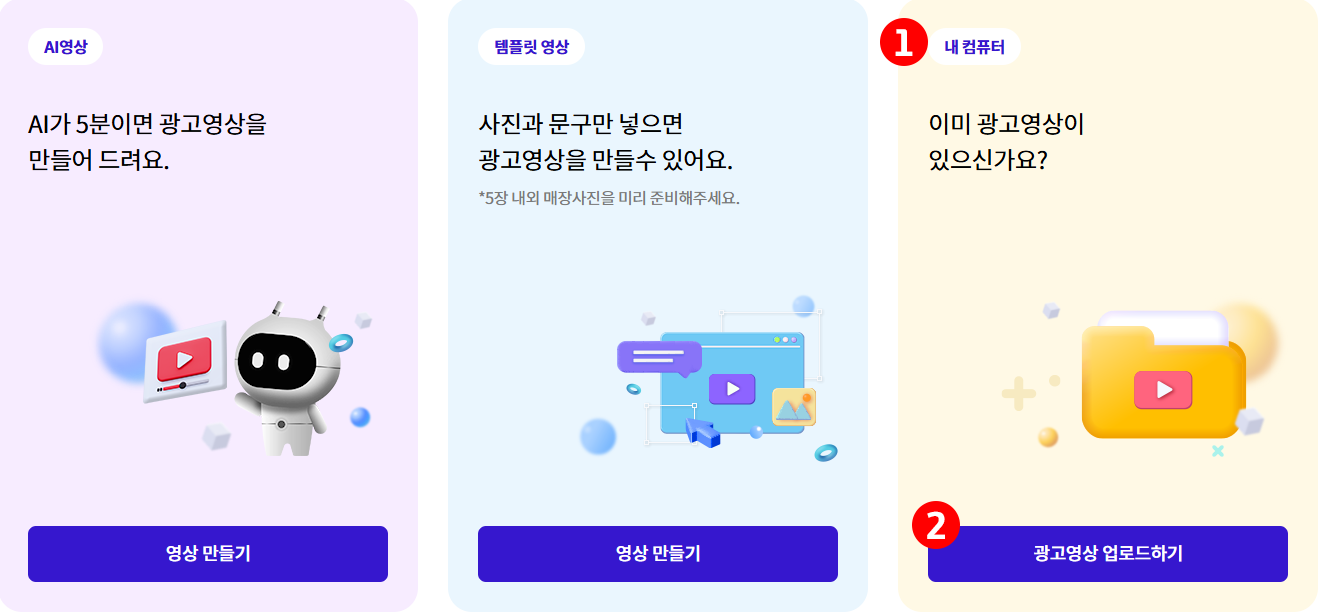 AI영상
AI가 5분이면 광고영상을
만들어 드려요.
영상 만들기
템플릿 영상
사진과 문구만 넣으면
광고영상을 만들수 있어요.
*5장 내외 매장사진을 미리 준비해주세요.
영상 만들기
1
내 컴퓨터
이미 광고영상이
있으신가요?
2
광고영상 업로드하기